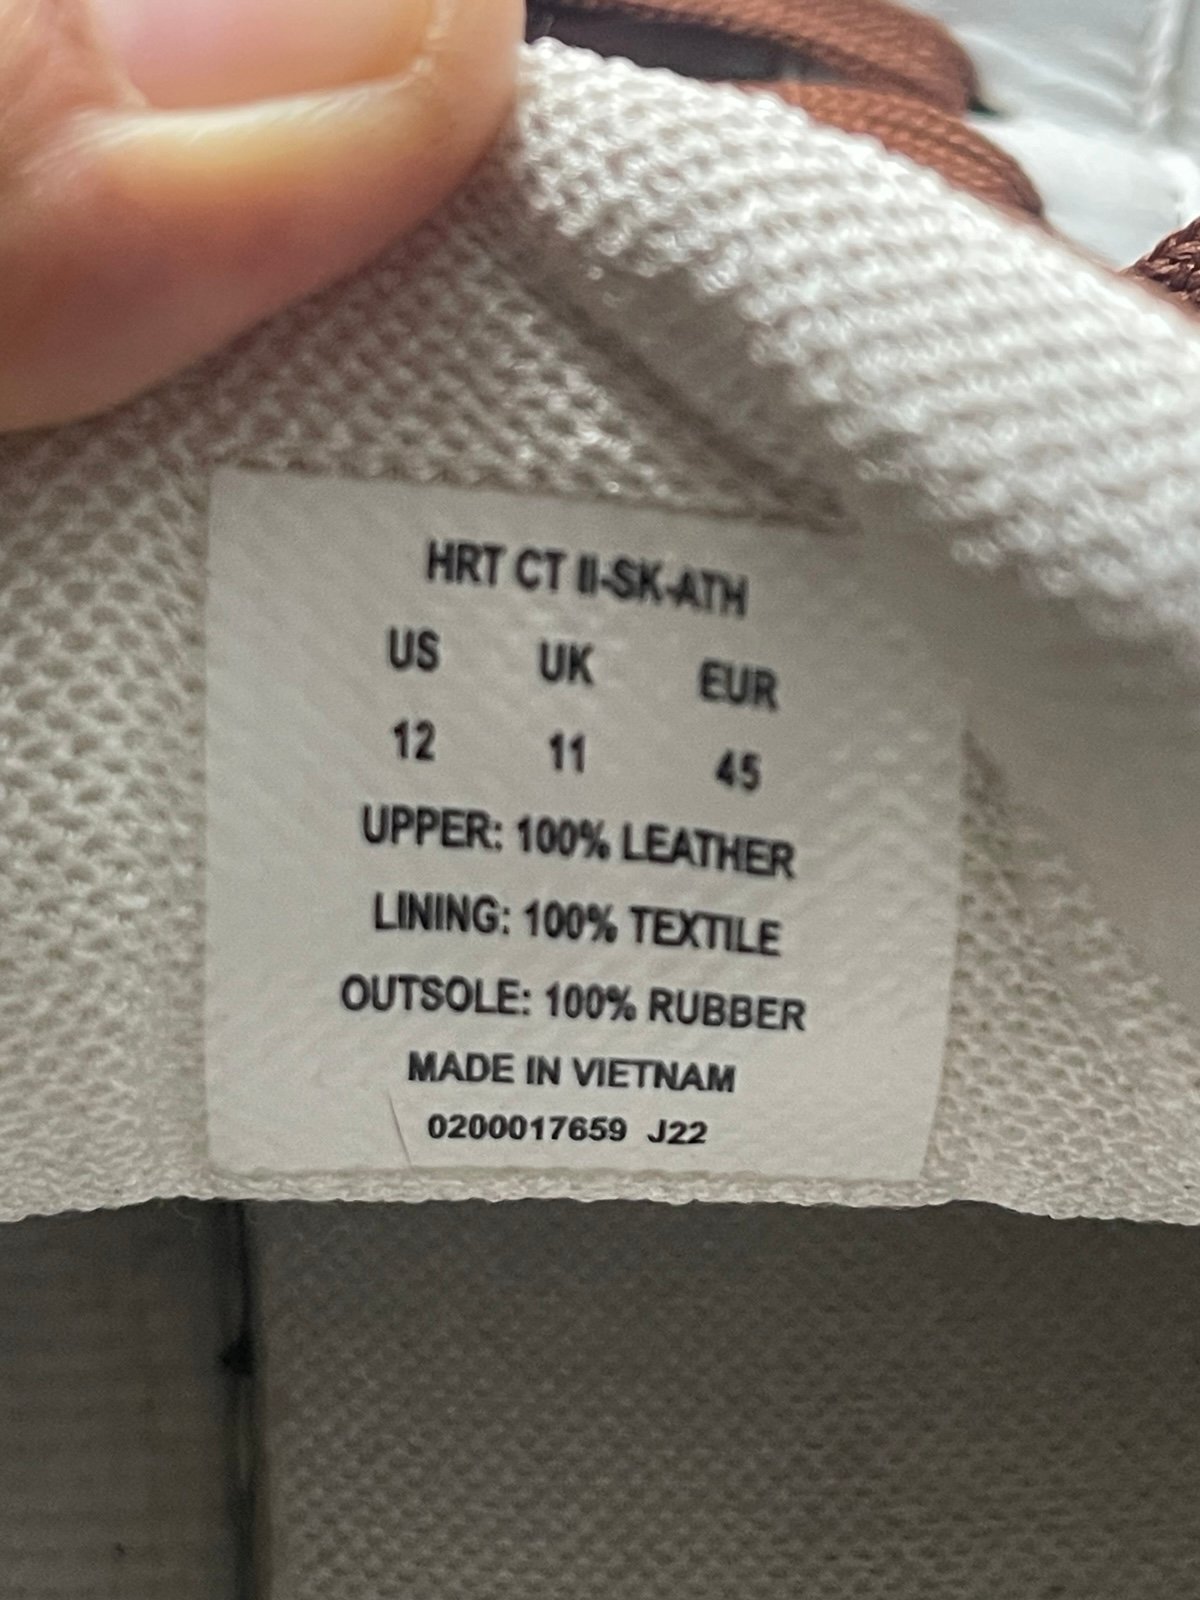 HRT CT II-SK-ATH
US UK EUR
12 11 45
UPPER: 100% LEATHER
LINING: 100% TEXTILE
OUTSOLE: 100% RUBBER
MADE IN VIETNAM
0200017659 J22